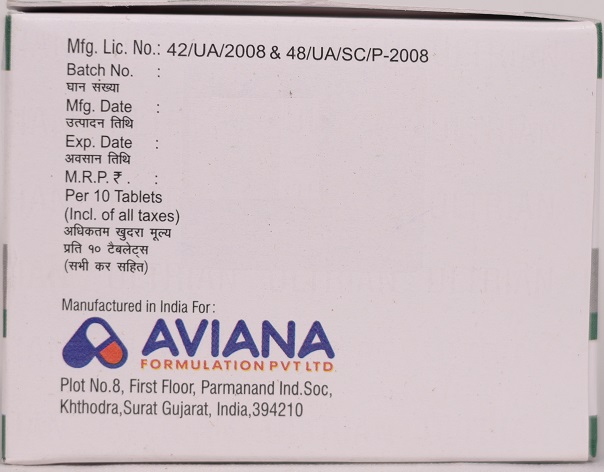 Mfg. Lic. No.: 42/UA/2008 & 48/UA/SC/P-2008
Batch No. :
घान संख्या
Mfg. Date :
उत्पादन तिथि
Exp. Date :
अवसान तिथि
M.R.P. ₹ . :
Per 10 Tablets
(Incl. of all taxes)
अधिकतम खुदरा मूल्य
प्रति १० टैबलेट्स
(सभी कर सहित)
Manufactured in India For:
AVIANA
FORMULATION PVT LTD.
Plot No.8, First Floor, Parmanand Ind.Soc,
Khthodra,Surat Gujarat, India,394210